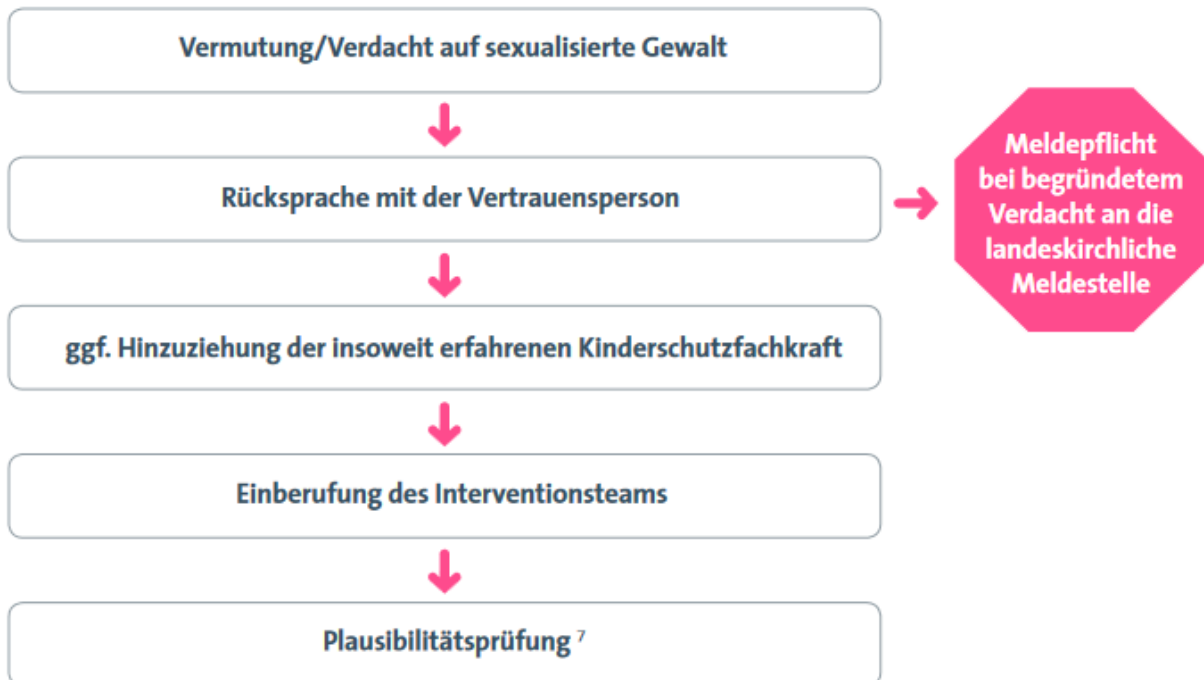 Vermutung/Verdacht auf sexualisierte Gewalt
Rücksprache mit der Vertrauensperson
Meldepflicht
bei begründetem
Verdacht an die
landeskirchliche
Meldestelle
ggf. Hinzuziehung der insoweit erfahrenen Kinderschutzfachkraft
Einberufung des Interventionsteams
Plausibilitätsprüfung ⁷